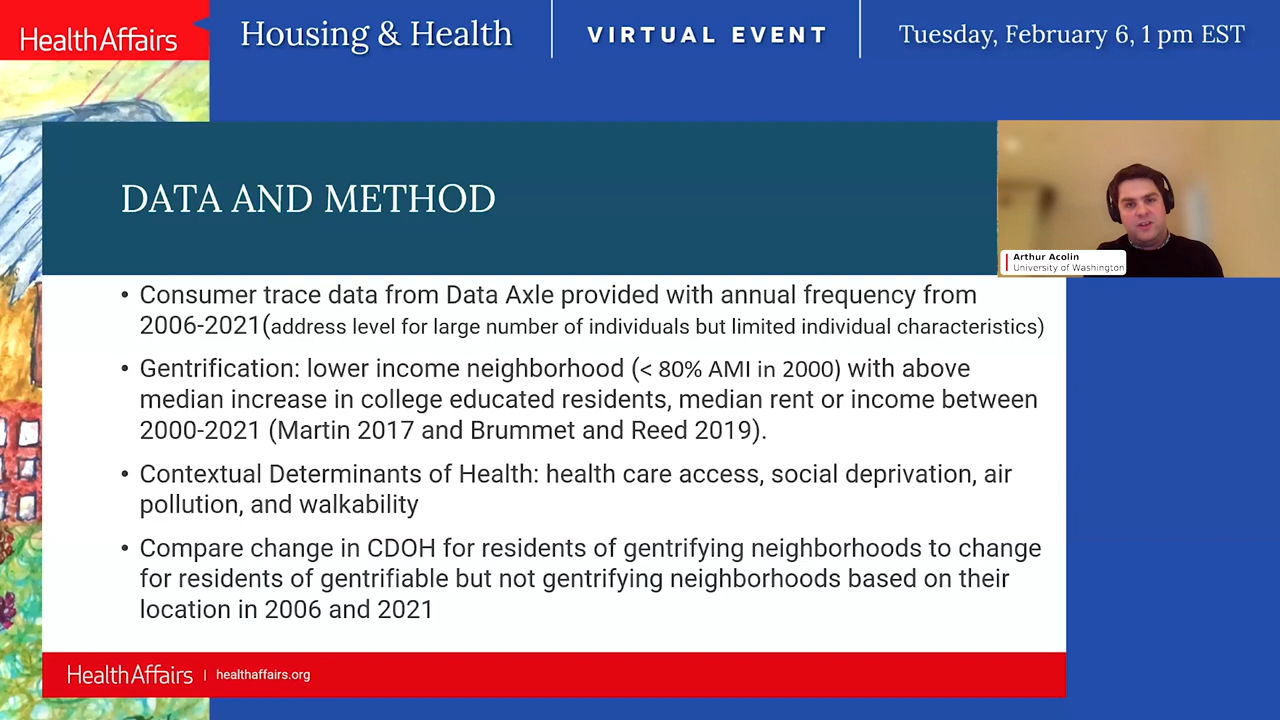 HealthAffairs
Housing & Health
VIRTUAL EVENT
Tuesday, February 6, 1 pm EST
DATA AND METHOD
Arthur Acolin
University of Washington
• Consumer trace data from Data Axle provided with annual frequency from
2006-2021(address level for large number of individuals but limited individual characteristics)
• Gentrification: lower income neighborhood (< 80% AMI in 2000) with above
median increase in college educated residents, median rent or income between
2000-2021 (Martin 2017 and Brummet and Reed 2019).
• Contextual Determinants of Health: health care access, social deprivation, air
pollution, and walkability
• Compare change in CDOH for residents of gentrifying neighborhoods to change
for residents of gentrifiable but not gentrifying neighborhoods based on their
location in 2006 and 2021
HealthAffairs | healthaffairs.org